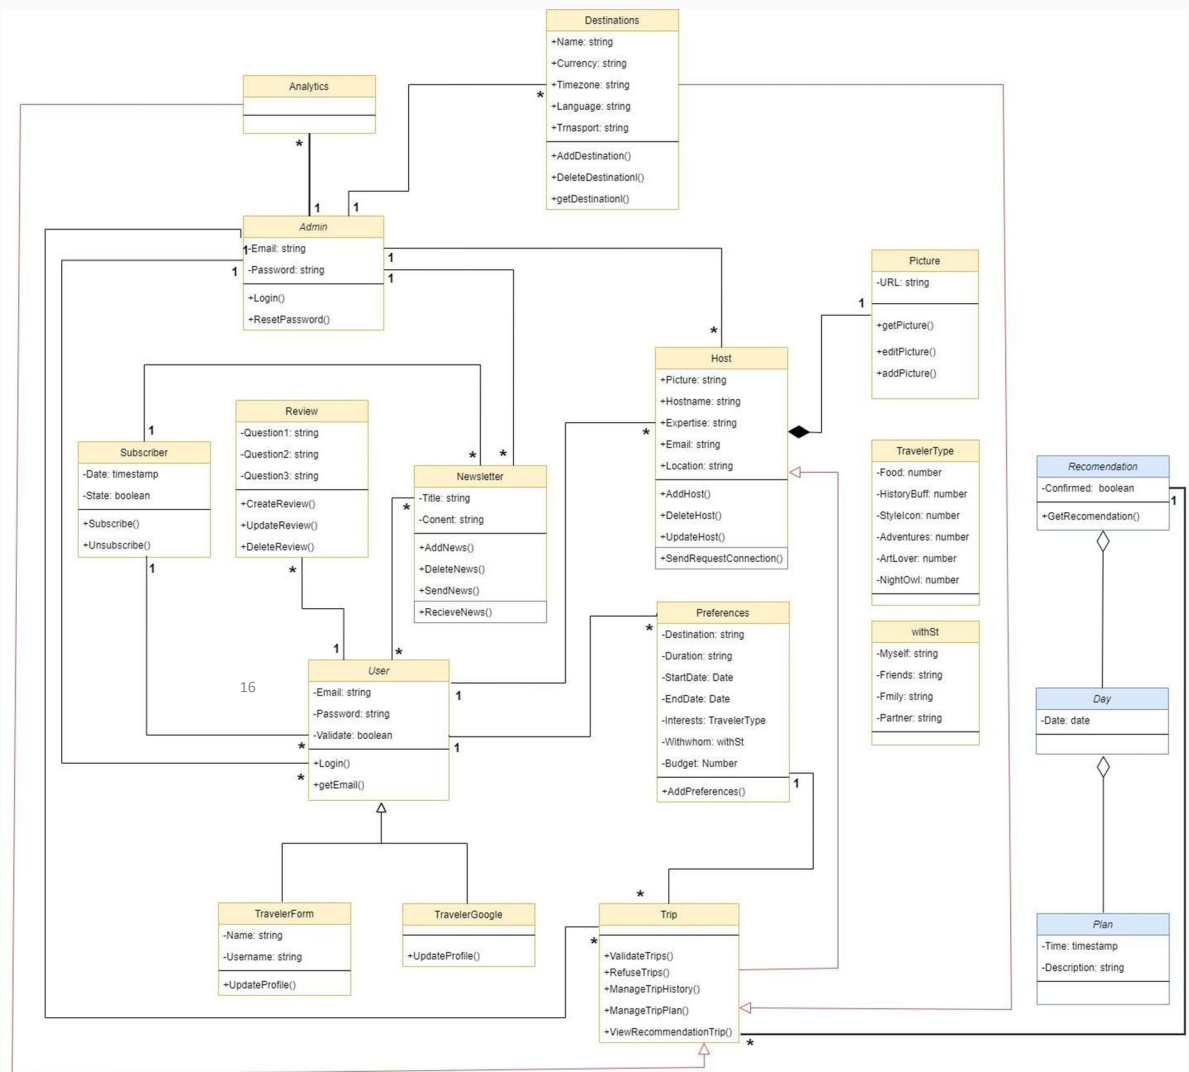 Destinations
+Name: string
+Currency: string
+Timezone: string
+Language: string
+Trnasport: string
+AddDestination()
+DeleteDestinationI()
+getDestinationI()
*
Analytics
*
1
1
Admin
-Email: string
-Password: string
+Login()
+ResetPassword()
1
1
1
1
Picture
-URL: string
+getPicture()
+editPicture()
+addPicture()
1
*
Host
+Picture: string
+Hostname: string
+Expertise: string
+Email: string
+Location: string
+AddHost()
+DeleteHost()
+UpdateHost()
+SendRequestConnection()
*
Review
-Question1: string
-Question2: string
-Question3: string
+CreateReview()
+UpdateReview()
+DeleteReview()
*
1
Subscriber
-Date: timestamp
-State: boolean
+Subscribe()
+Unsubscribe()
1
*
*
Newsletter
-Title: string
-Conent: string
+AddNews()
+DeleteNews()
+SendNews()
+RecieveNews()
*
TravelerType
-Food: number
-HistoryBuff: number
-StyleIcon: number
-Adventures: number
-ArtLover: number
-NightOwl: number
Recomendation
-Confirmed:  boolean
+GetRecomendation()
1
withSt
-Myself: string
-Friends: string
-Fmily: string
-Partner: string
Preferences
-Destination: string
-Duration: string
-StartDate: Date
-EndDate: Date
-Interests: TravelerType
-Withwhom: withSt
-Budget: Number
+AddPreferences()
*
1
1
*
User
-Email: string
-Password: string
-Validate: boolean
+Login()
+getEmail()
1
1
*
*
16
Day
-Date: date
TravelerForm
-Name: string
-Username: string
+UpdateProfile()
TravelerGoogle
+UpdateProfile()
*
*
Trip
+ValidateTrips()
+RefuseTrips()
+ManageTripHistory()
+ManageTripPlan()
+ViewRecommendationTrip()
*
Plan
-Time: timestamp
-Description: string